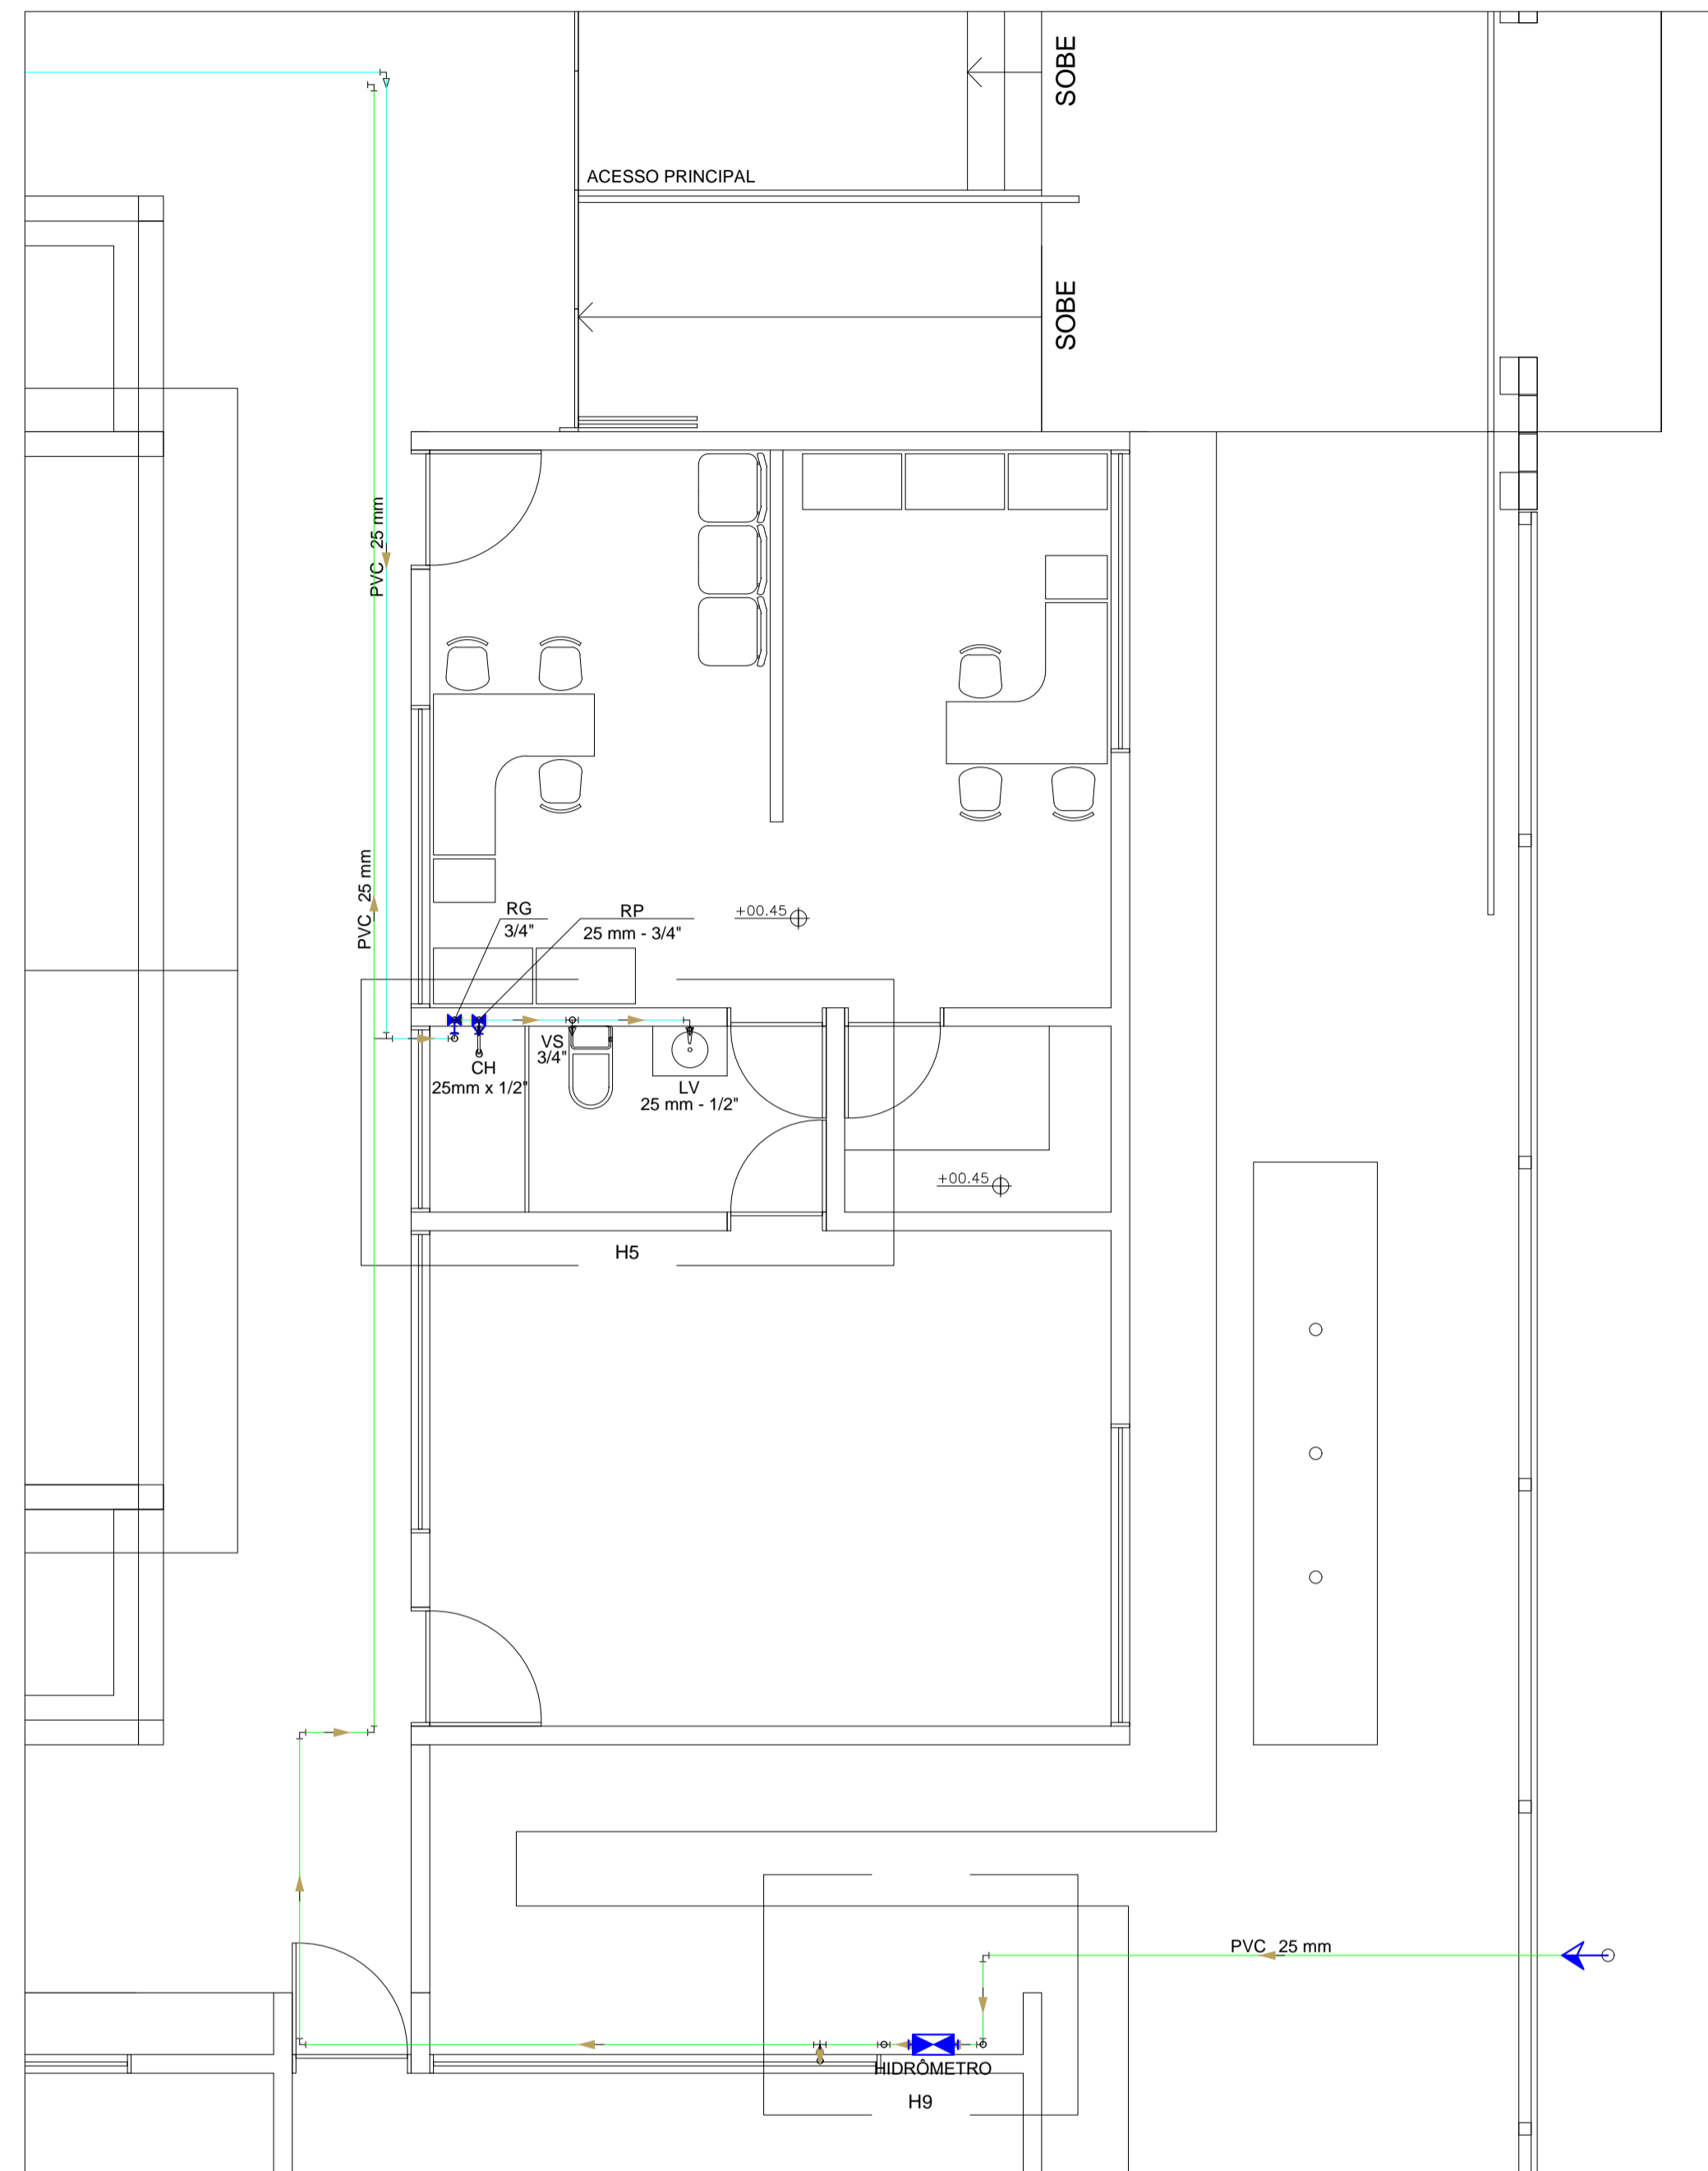 SOBE
ACESSO PRINCIPAL
SOBE
PVC 25 mm
PVC 25 mm
RG
3/4"
RP
25 mm - 3/4"
+00.45
VS
3/4"
CH
25mm x 1/2"
LV
25 mm - 1/2"
+00.45
H5
PVC 25 mm
HIDRÔMETRO
H9